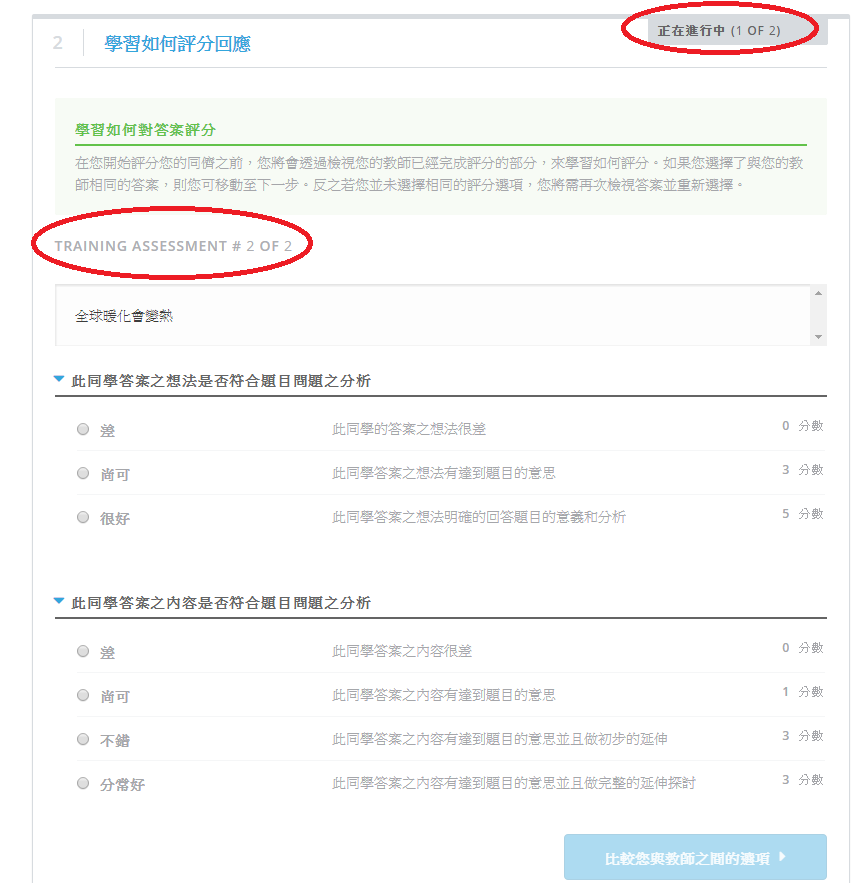 2 學習如何評分回應 正在進行中 (1 OF 2)
學習如何對答案評分
在您開始評分您的同儕之前，您將會透過檢視您的教師已經完成評分的部分，來學習如何評分。如果您選擇了與您的教
師相同的答案，則您可移動至下一步。反之若您並未選擇相同的評分選項，您將需再次檢視答案並重新選擇。
TRAINING ASSESSMENT # 2 OF 2
全球暖化會變熱
此同學答案之想法是否符合題目問題之分析
差 此同學的答案之想法很差 0 分數
尚可 此同學答案之想法有達到題目的意思 3 分數
很好 此同學答案之想法明確的回答題目的意義和分析 5 分數
此同學答案之內容是否符合題目問題之分析
差 此同學答案之內容很差 0 分數
尚可 此同學答案之內容有達到題目的意思 1 分數
不錯 此同學答案之內容有達到題目的意思並且做初步的延伸 3 分數
分常好 此同學答案之內容有達到題目的意思並且做完整的延伸探討 3 分數
比較您與教師之間的選項